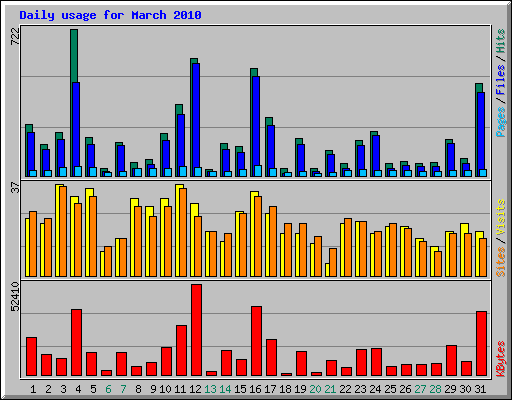 Daily usage for March 2010
722
Pages / Files / Hits
37
Sites / Visits
52410
KBytes
1 2 3 4 5 6 7 8 9 10 11 12 13 14 15 16 17 18 19 20 21 22 23 24 25 26 27 28 29 30 31